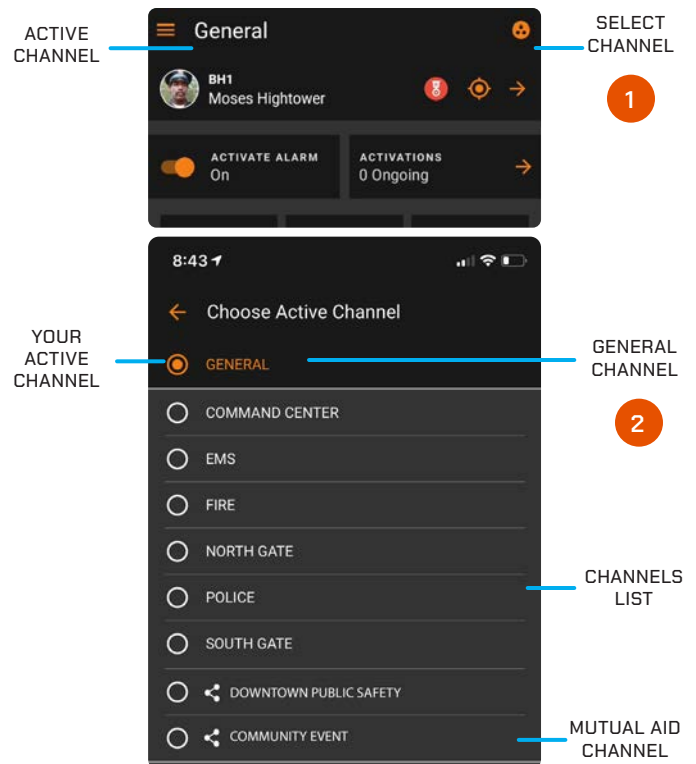 ACTIVE
CHANNEL
General
SELECT
CHANNEL
1
BH1
Moses Hightower
ACTIVATE ALARM
On
ACTIVATIONS
0 Ongoing
8:43
Choose Active Channel
YOUR
ACTIVE
CHANNEL
GENERAL
GENERAL
CHANNEL
2
COMMAND CENTER
EMS
FIRE
NORTH GATE
POLICE
CHANNELS
LIST
SOUTH GATE
DOWNTOWN PUBLIC SAFETY
COMMUNITY EVENT
MUTUAL AID
CHANNEL